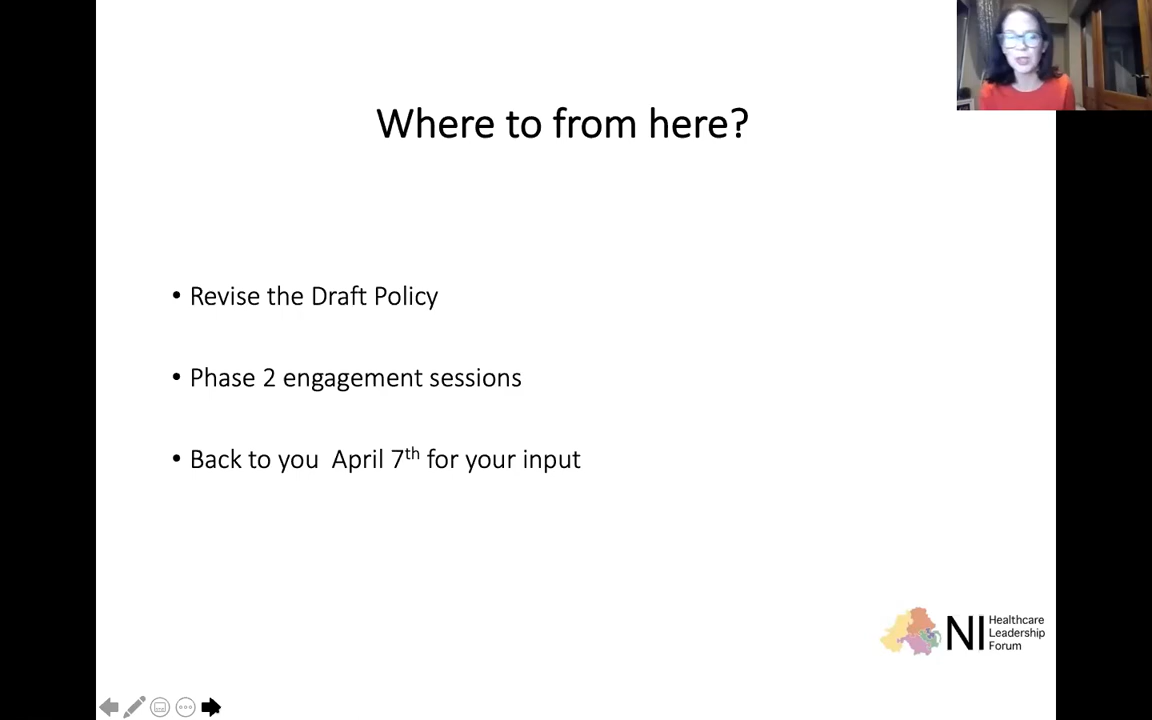 Where to from here?
• Revise the Draft Policy
• Phase 2 engagement sessions
• Back to you  April 7th for your input
NI Healthcare
Leadership
Forum